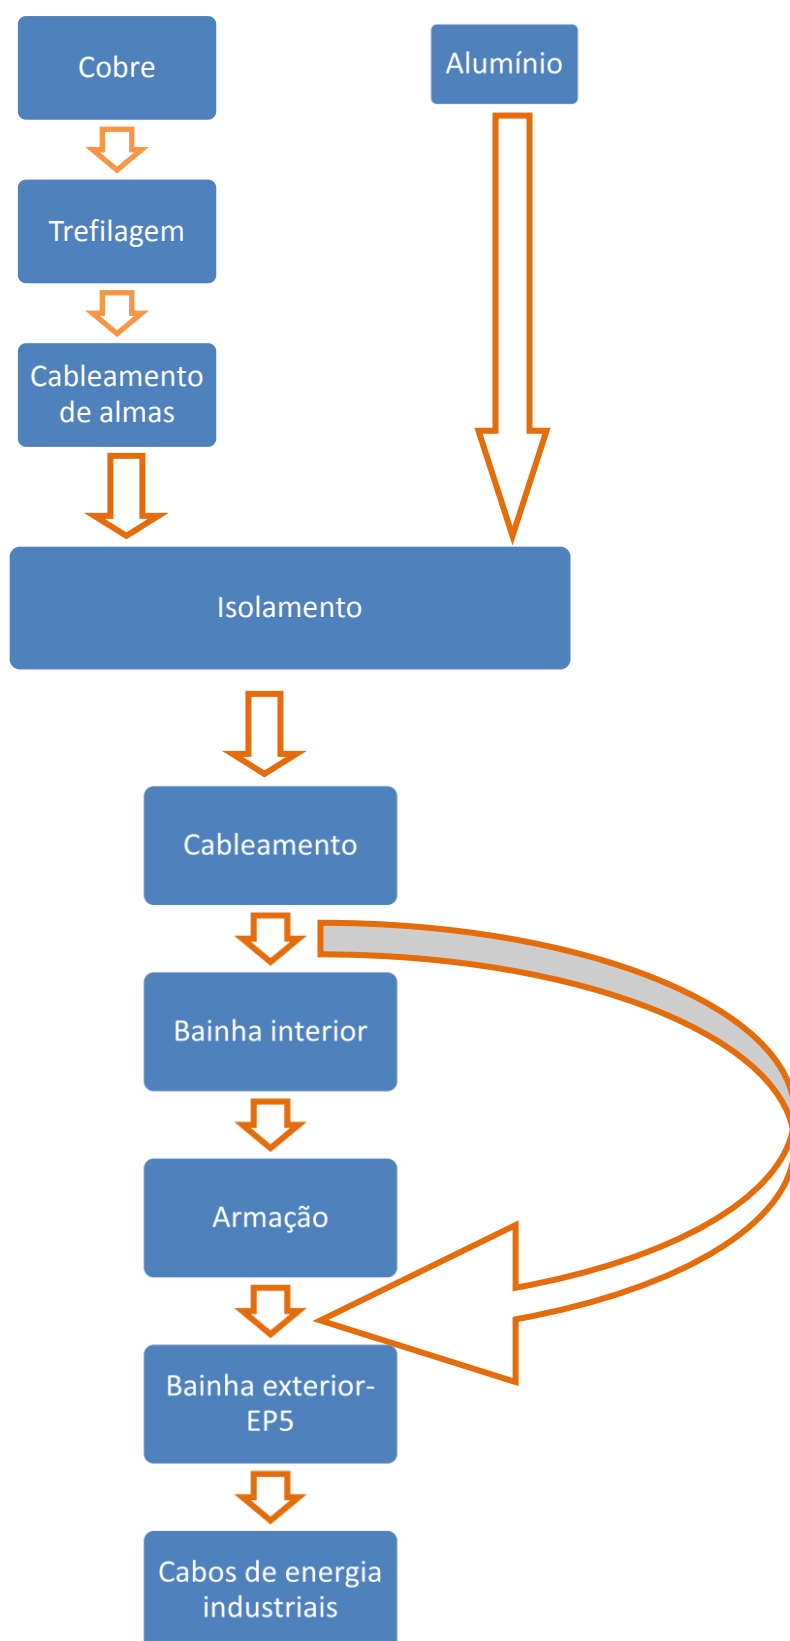 Cobre
Alumínio
Trefilagem
Cableamento
de almas
Isolamento
Cableamento
Bainha interior
Armação
Bainha exterior-
EP5
Cabos de energia
industriais